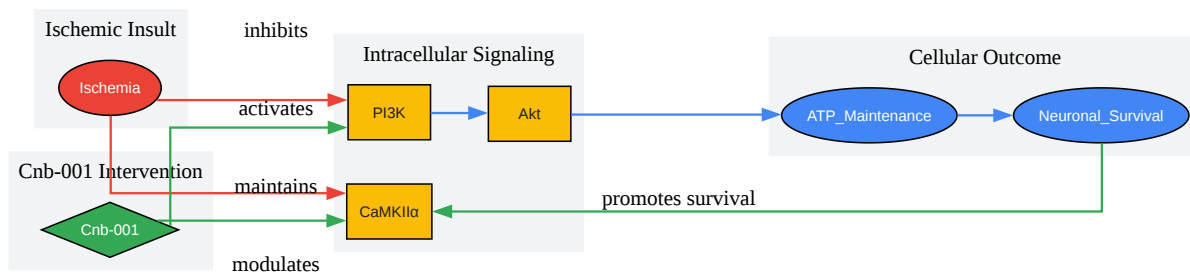 Ischemic Insult
inhibits
Intracellular Signaling
Cellular Outcome
Ischemia
activates
PI3K
Akt
ATP_Maintenance
Neuronal_Survival
Cnb-001 Intervention
maintains
CaMKIIα
promotes survival
Cnb-001
modulates